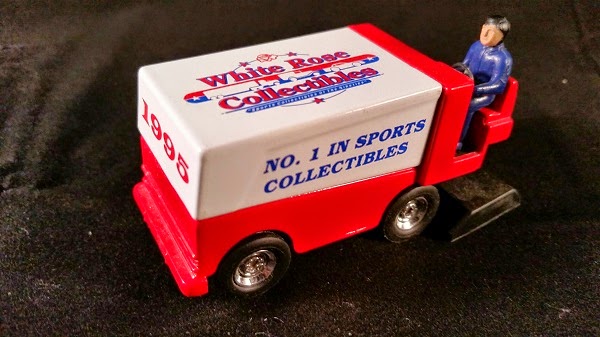 White Rose
Collectibles
1995
NO. 1 IN SPORTS
COLLECTIBLES